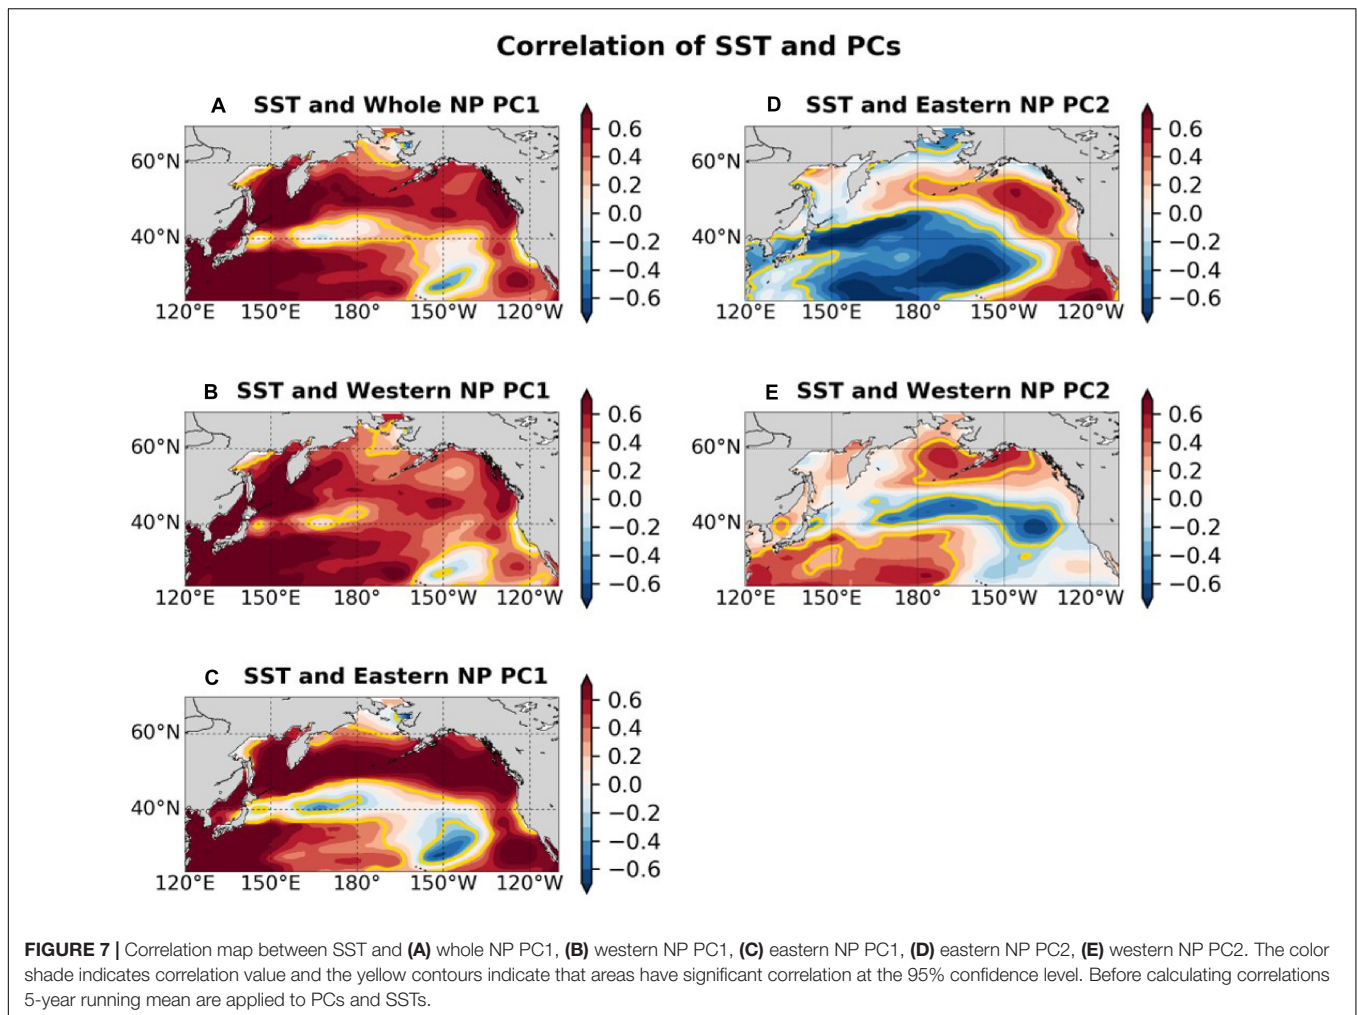 Correlation of SST and PCs
A SST and Whole NP PC1
60°N
40°N
120°E 150°E 180° 150°W 120°W
0.6
0.4
0.2
0.0
−0.2
−0.4
−0.6
D SST and Eastern NP PC2
60°N
40°N
120°E 150°E 180° 150°W 120°W
0.6
0.4
0.2
0.0
−0.2
−0.4
−0.6
B SST and Western NP PC1
60°N
40°N
120°E 150°E 180° 150°W 120°W
0.6
0.4
0.2
0.0
−0.2
−0.4
−0.6
E SST and Western NP PC2
60°N
40°N
120°E 150°E 180° 150°W 120°W
0.6
0.4
0.2
0.0
−0.2
−0.4
−0.6
C SST and Eastern NP PC1
60°N
40°N
120°E 150°E 180° 150°W 120°W
0.6
0.4
0.2
0.0
−0.2
−0.4
−0.6
FIGURE 7 | Correlation map between SST and (A) whole NP PC1, (B) western NP PC1, (C) eastern NP PC1, (D) eastern NP PC2, (E) western NP PC2. The color
shade indicates correlation value and the yellow contours indicate that areas have significant correlation at the 95% confidence level. Before calculating correlations
5-year running mean are applied to PCs and SSTs.